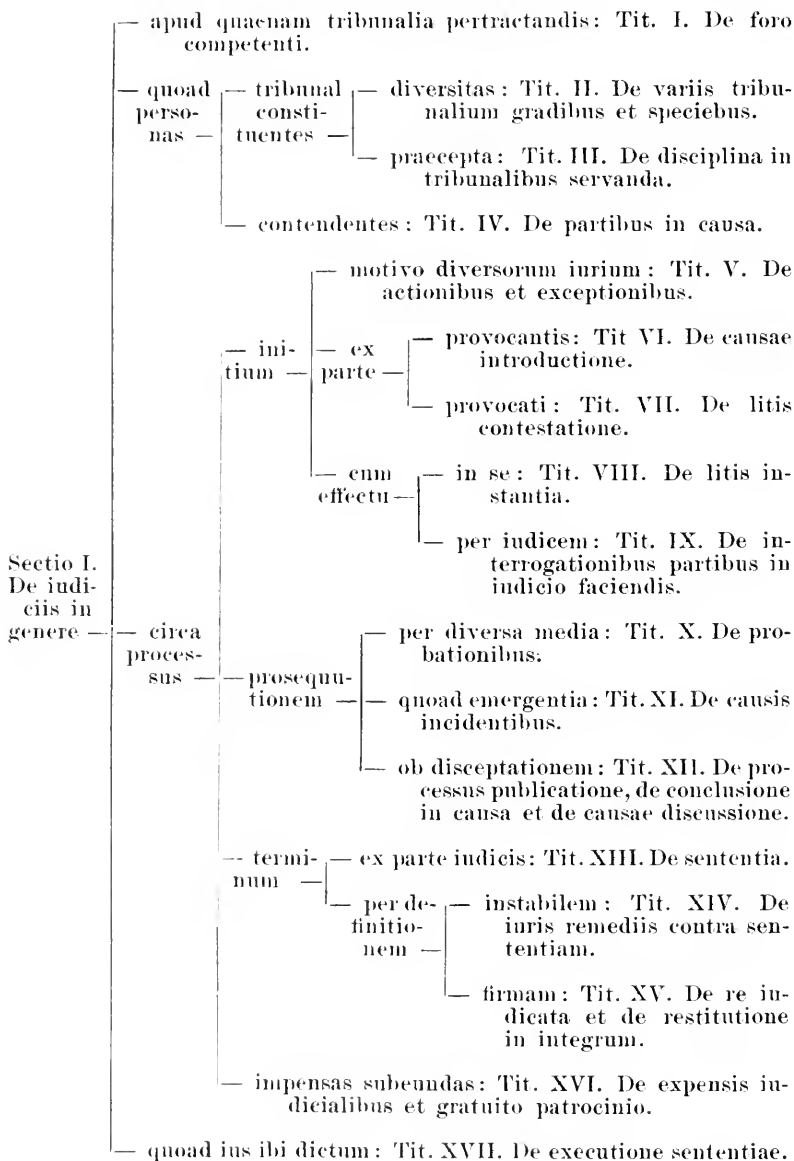 apud quaenam tribunalia pertractandis: Tit. I. De foro
competenti.
quoad personas — tribunal constituentes — diversitas: Tit. II. De variis tribu-
nalium gradibus et speciebus.
praecepta: Tit. III. De disciplina in
tribunalibus servanda.
contendentes: Tit. IV. De partibus in causa.
motivo diversorum iurium: Tit. V. De
actionibus et exceptionibus.
ini-
tium —
ex
parte —
provocantis: Tit VI. De causae
introductione.
provocati: Tit. VII. De litis
contestatione.
cum
effectu —
in se: Tit. VIII. De litis in-
stantia.
per iudicem: Tit. IX. De in-
terrogationibus partibus in
iudicio faciendis.
Sectio I.
De iudi-
ciis in
genere —
circa
proces-
sus —
prosequu-
tionem —
per diversa media: Tit. X. De pro-
bationibus.
quoad emergentia: Tit. XI. De causis
incidentibus.
ob disceptationem: Tit. XII. De pro-
cessus publicatione, de conclusione
in causa et de causae discussione.
termi-
num —
ex parte iudicis: Tit. XIII. De sententia.
per de-
finitio-
nem —
instabilem: Tit. XIV. De
iuris remediis contra sen-
tentiam.
firmam: Tit. XV. De re iu-
dicata et de restitutione
in integrum.
impensas subeundas: Tit. XVI. De expensis iu-
dicialibus et gratuito patrocinio.
quoad ius ibi dictum: Tit. XVII. De executione sententiae.